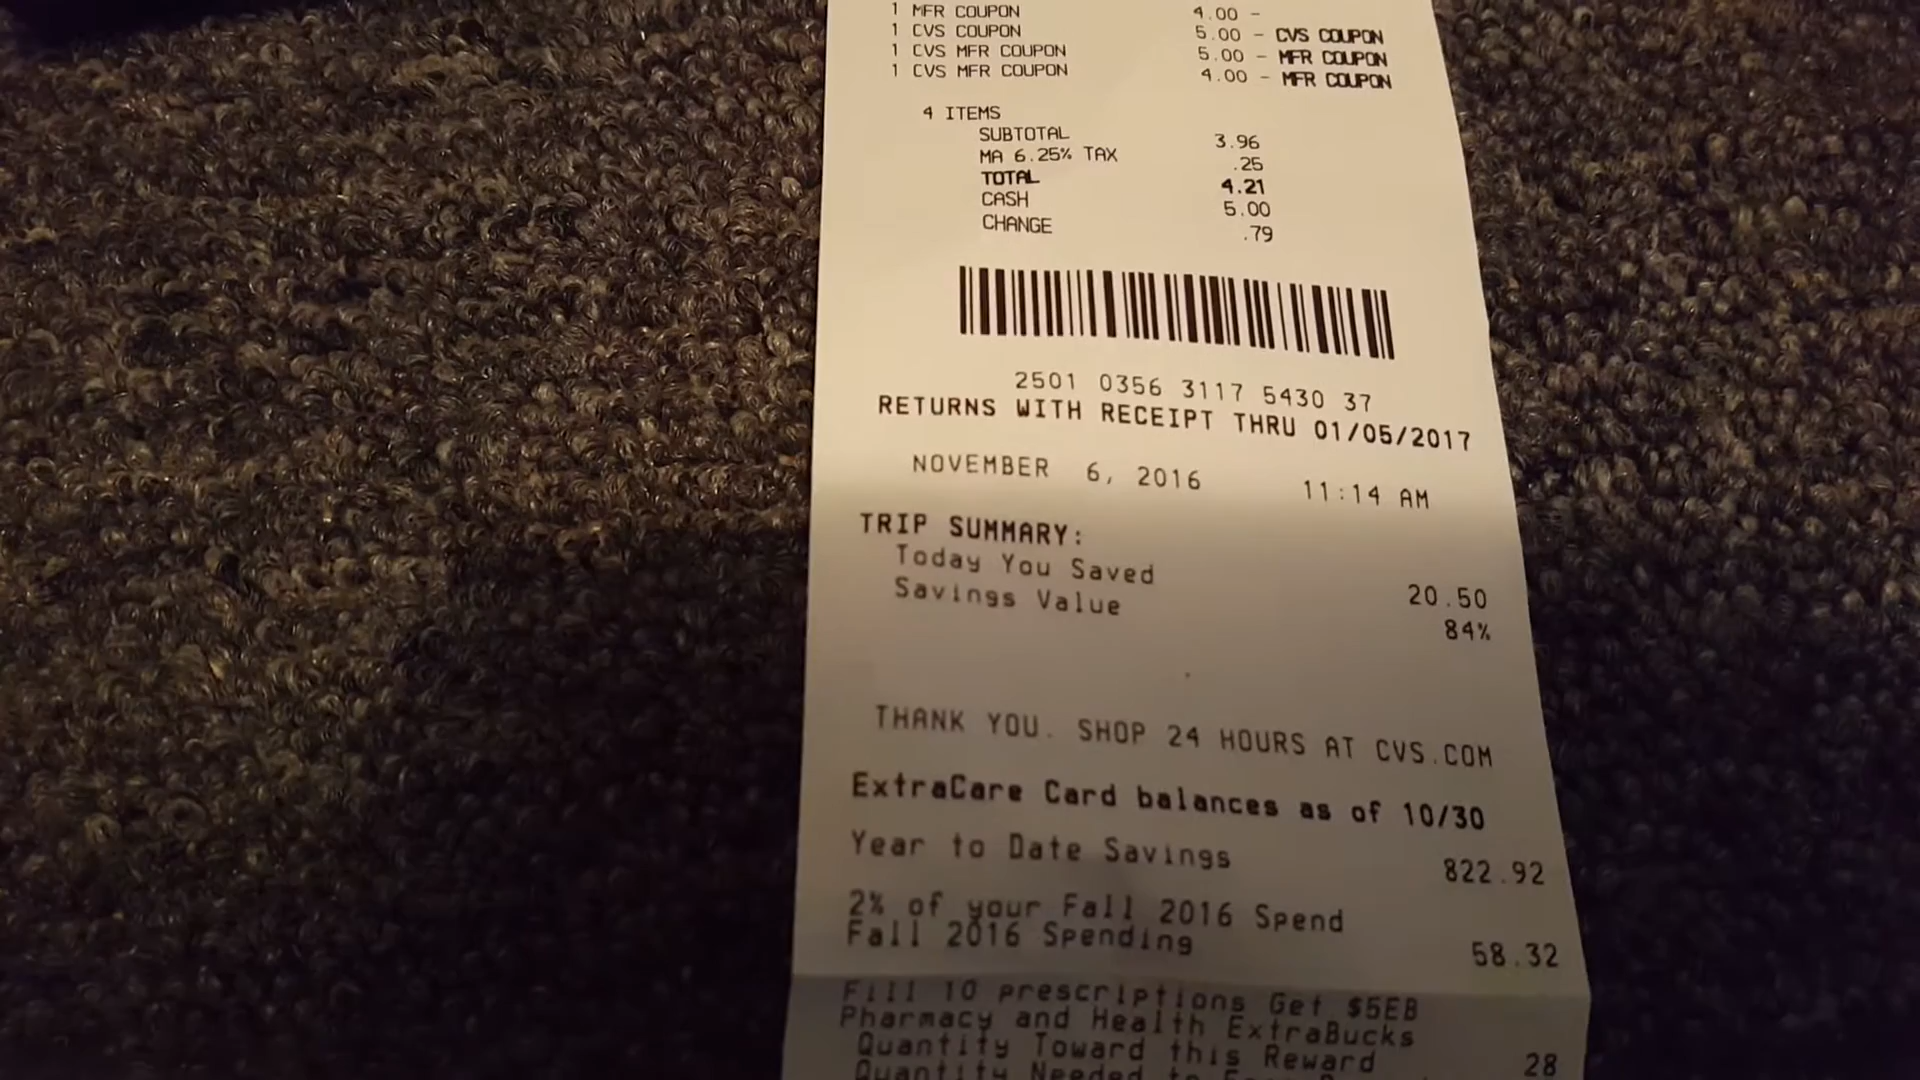 1 MFR COUPON 4.00 -
1 CVS COUPON 5.00 - CVS COUPON
1 CVS MFR COUPON 5.00 - MFR COUPON
1 CVS MFR COUPON 4.00 - MFR COUPON
4 ITEMS
SUBTOTAL 3.96
MA 6.25% TAX .25
TOTAL 4.21
CASH 5.00
CHANGE .79
2501 0356 3117 5430 37
RETURNS WITH RECEIPT THRU 01/05/2017
NOVEMBER 6, 2016 11:14 AM
TRIP SUMMARY:
Today You Saved 20.50
Savings Value 84%
THANK YOU. SHOP 24 HOURS AT CVS.COM
ExtraCare Card balances as of 10/30
Year to Date Savings 822.92
2% of your Fall 2016 Spend
Fall 2016 Spending 58.32
Fill 10 prescriptions Get $5EB
Pharmacy and Health ExtraBucks
Quantity Toward this Reward 28
Quantity Needed to